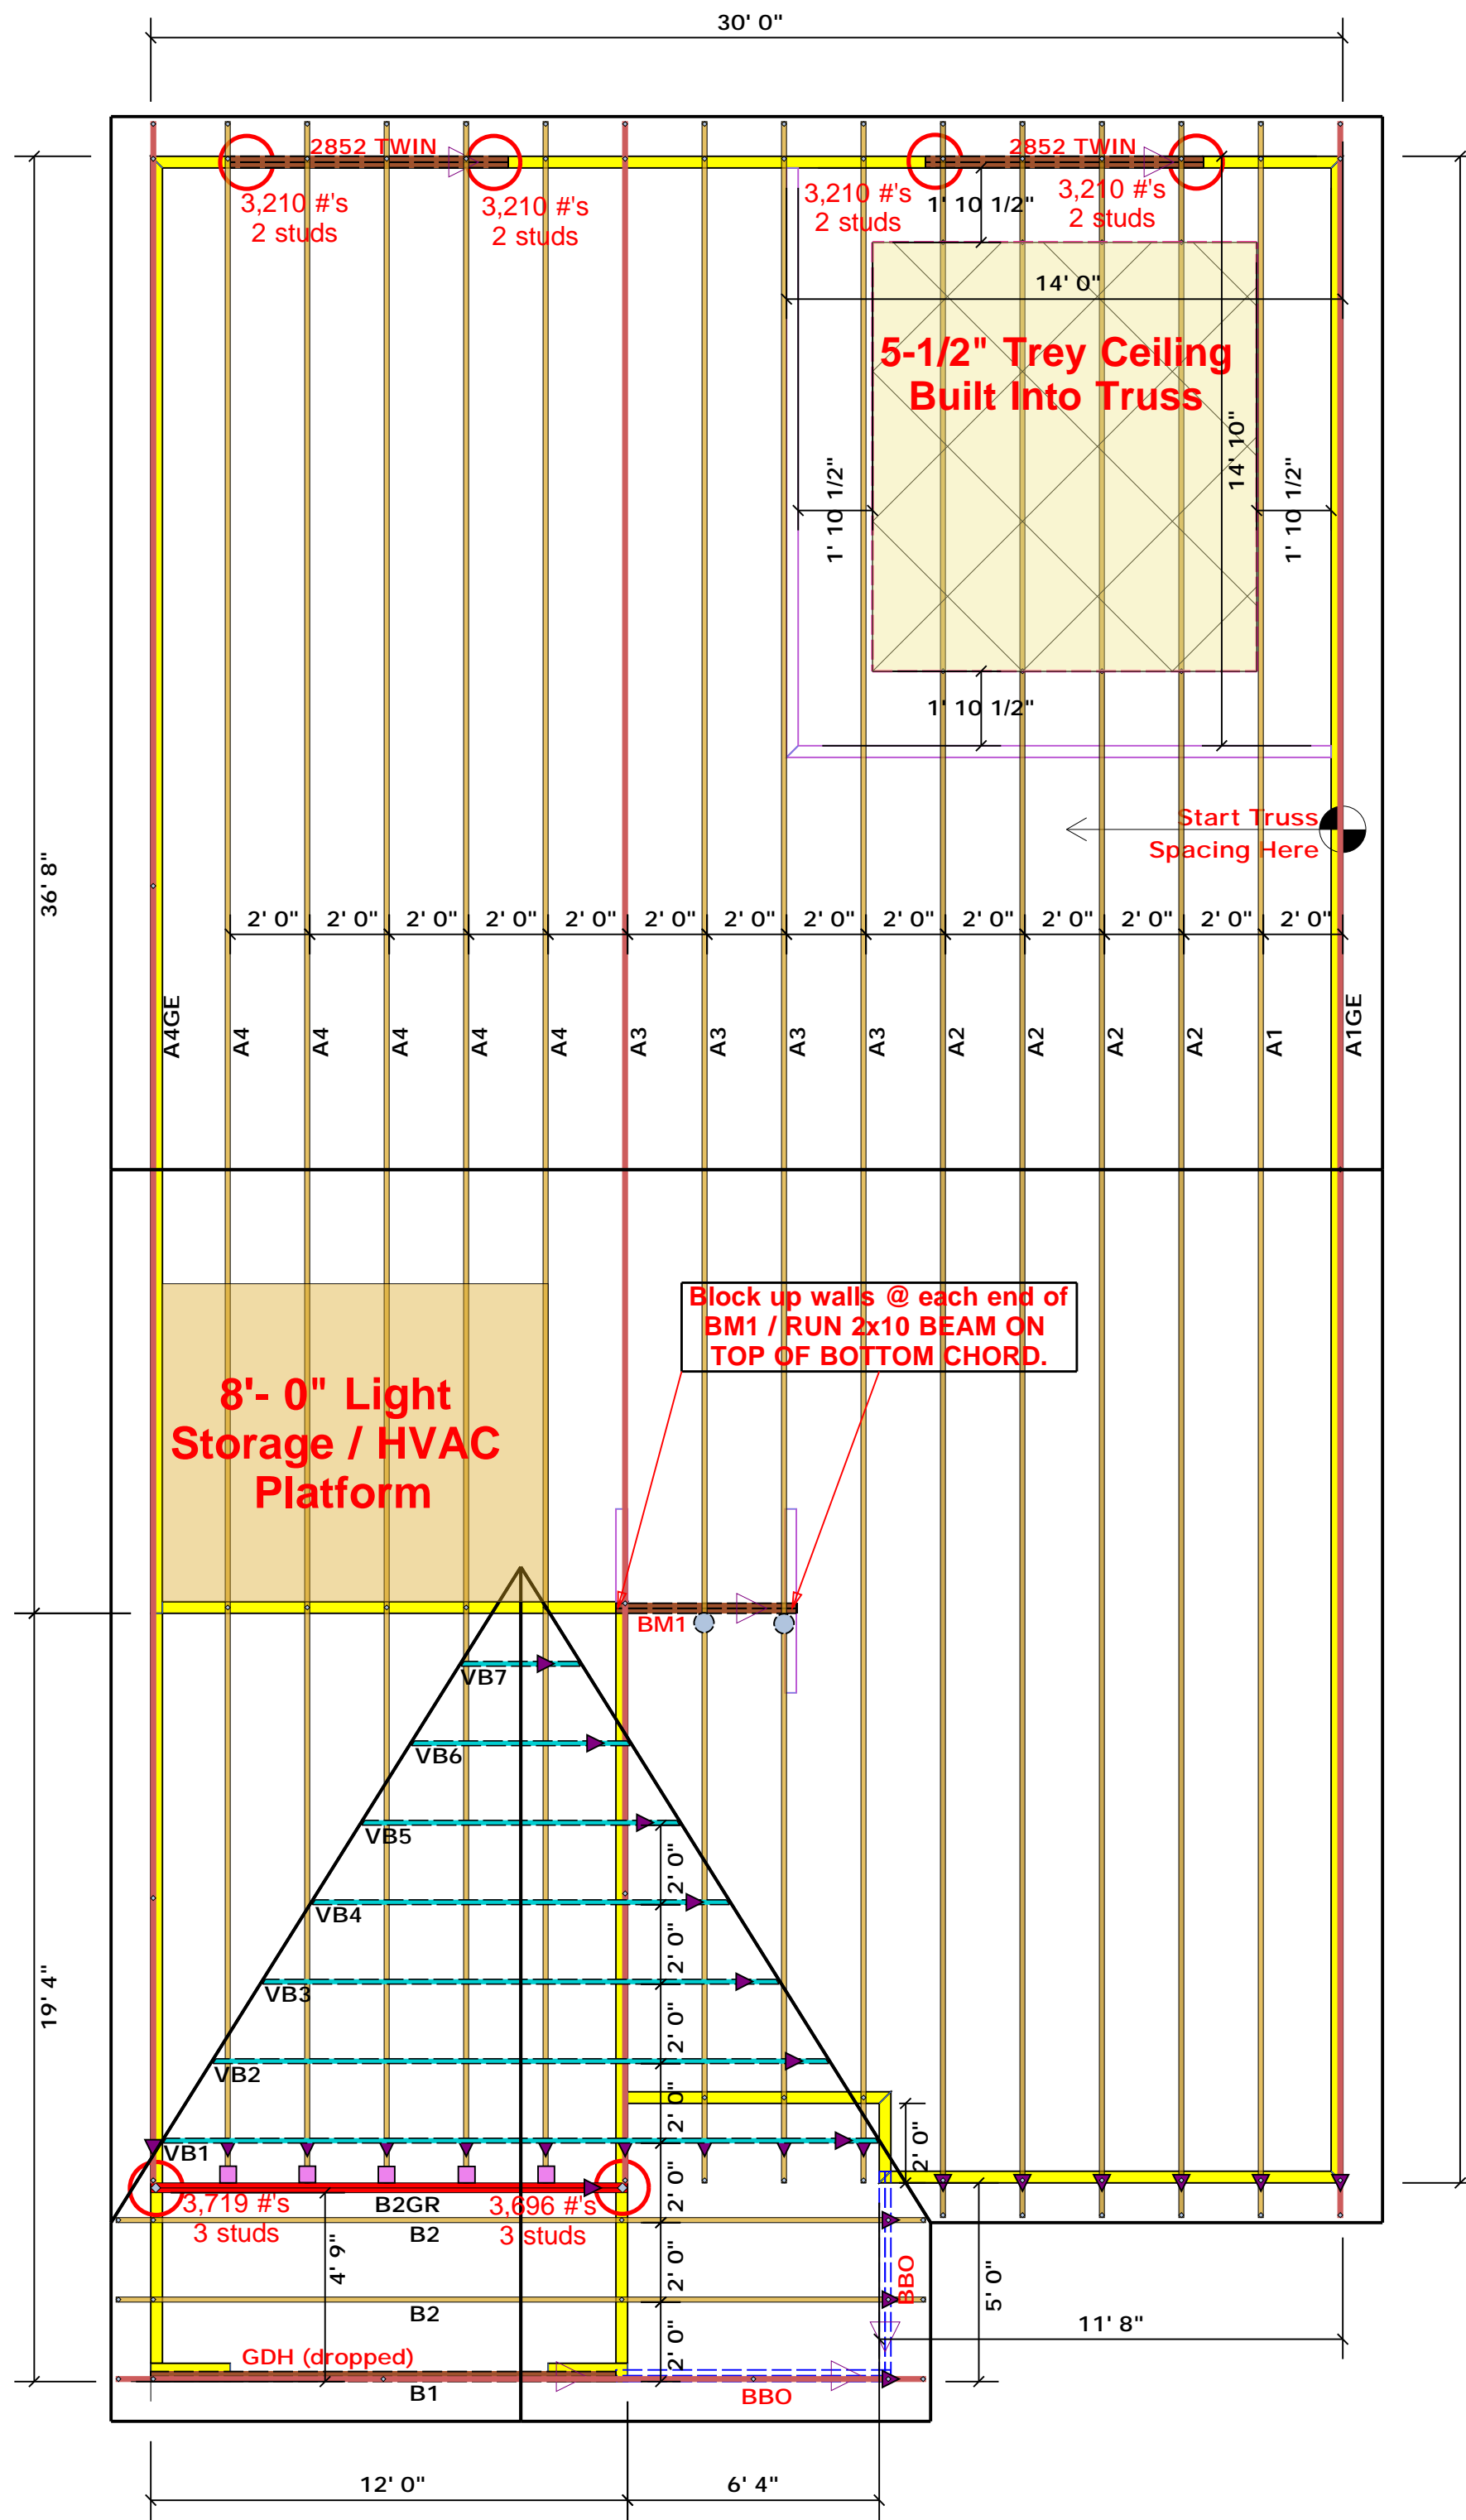 30' 0"
2852 TWIN
2852 TWIN
3,210 #'s
2 studs
3,210 #'s
2 studs
3,210 #'s
2 studs
3,210 #'s
2 studs
1' 10 1/2"
14' 0"
5-1/2" Trey Ceiling
Built Into Truss
14' 10"
1' 10 1/2"
1' 10 1/2"
1' 10 1/2"
Start Truss
Spacing Here
36' 8"
2' 0"
2' 0"
2' 0"
2' 0"
2' 0"
2' 0"
2' 0"
2' 0"
2' 0"
2' 0"
2' 0"
2' 0"
2' 0"
2' 0"
A4GE
A4
A4
A4
A4
A4
A3
A3
A3
A3
A2
A2
A2
A2
A1
A1GE
Block up walls @ each end of
BM1 / RUN 2x10 BEAM ON
TOP OF BOTTOM CHORD.
8'- 0" Light
Storage / HVAC
Platform
BM1
VB7
VB6
VB5
VB4
VB3
VB2
VB1
2' 0"
2' 0"
2' 0"
2' 0"
2' 0"
2' 0"
2' 0"
2' 0"
19' 4"
3,719 #'s
3 studs
B2GR
3,696 #'s
3 studs
B2
4' 9"
B2
BBO
5' 0"
11' 8"
GDH (dropped)
B1
BBO
12' 0"
6' 4"